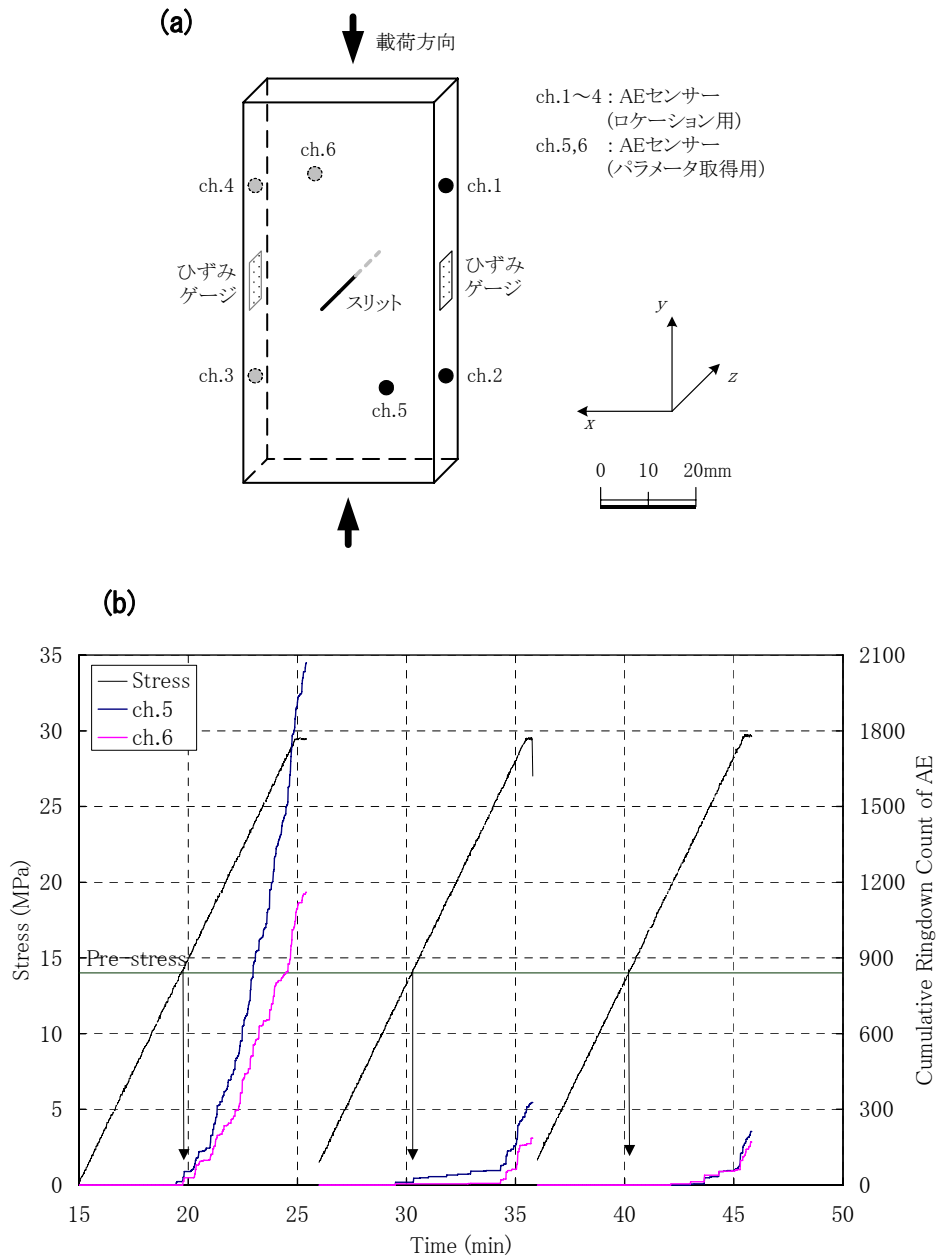 (a)
載荷方向
ch.1～4 : AEセンサー
(ロケーション用)
ch.5,6 : AEセンサー
(パラメータ取得用)
ch.6
ch.4
ch.1
ひずみ
ゲージ
スリット
ひずみ
ゲージ
ch.3
ch.2
ch.5
y
z
x
0 10 20mm
(b)
35
30
25
20
15
10
5
0
Stress (MPa)
Stress
ch.5
ch.6
Pre-stress
2100
1800
1500
1200
900
600
300
0
Cumulative Ringdown Count of AE
15 20 25 30 35 40 45 50
Time (min)